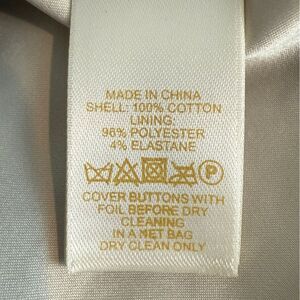 MADE IN CHINA
SHELL: 100% COTTON
LINING:
96% POLYESTER
4% ELASTANE
P
COVER BUTTONS WITH
FOIL BEFORE DRY
CLEANING
IN A NET BAG
DRY CLEAN ONLY